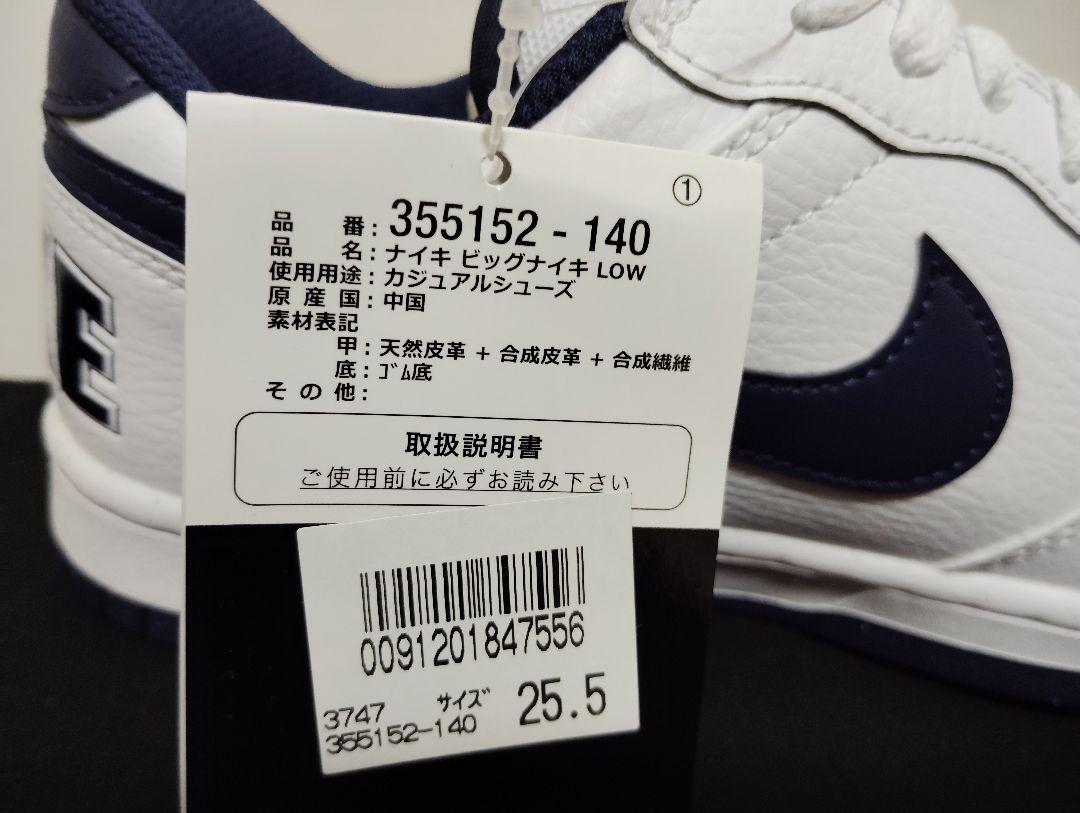 ①
品 番 : 355152 - 140
品 名 : ナイキ ビッグナイキ LOW
使用用途 : カジュアルシューズ
原 産 国 : 中国
素材表記
甲 : 天然皮革 + 合成皮革 + 合成繊維
底 : ゴム底
そ の 他 :
取扱説明書
ご使用前に必ずお読み下さい
0091201847556
3747 サイズ 25.5
355152-140
E